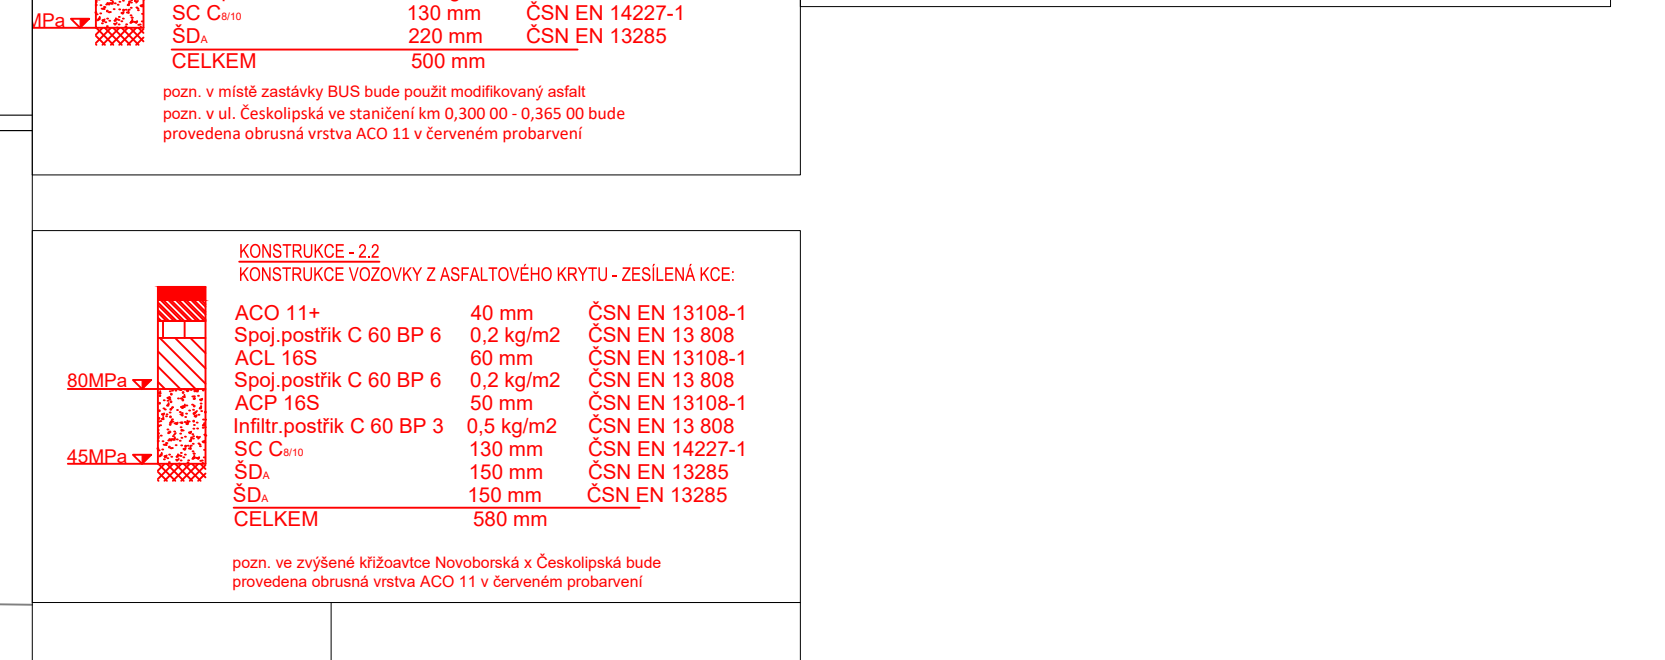 SC C8/10 130 mm ČSN EN 14227-1
MPa
ŠDA 220 mm ČSN EN 13285
CELKEM 500 mm
pozn. v místě zastávky BUS bude použit modifikovaný asfalt
pozn. v ul. Českolipská ve staničení km 0,300 00 - 0,365 00 bude
provedena obrusná vrstva ACO 11 v červeném probarvení
KONSTRUKCE - 2.2
KONSTRUKCE VOZOVKY Z ASFALTOVÉHO KRYTU - ZESÍLENÁ KCE:
ACO 11+ 40 mm ČSN EN 13108-1
Spoj.postřik C 60 BP 6 0,2 kg/m2 ČSN EN 13 808
ACL 16S 60 mm ČSN EN 13108-1
80MPa
Spoj.postřik C 60 BP 6 0,2 kg/m2 ČSN EN 13 808
ACP 16S 50 mm ČSN EN 13108-1
Infiltr.postřik C 60 BP 3 0,5 kg/m2 ČSN EN 13 808
SC C8/10 130 mm ČSN EN 14227-1
45MPa
ŠDA 150 mm ČSN EN 13285
ŠDA 150 mm ČSN EN 13285
CELKEM 580 mm
pozn. ve zvýšené křižoavtce Novoborská x Českolipská bude
provedena obrusná vrstva ACO 11 v červeném probarvení